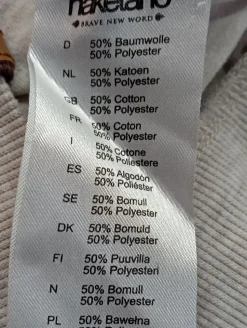 naketano
BRAVE NEW WORD
D 50% Baumwolle
50% Polyester
NL 50% Katoen
50% Polyester
GB 50% Cotton
50% Polyester
FR 50% Coton
50% Polyester
I 50% Cotone
50% Poliestere
ES 50% Algodón
50% Poliéster
SE 50% Bomull
50% Polyester
DK 50% Bomuld
50% Polyester
FI 50% Puuvilla
50% Polyesteri
N 50% Bomull
50% Polyester
PL 50% Bawełna